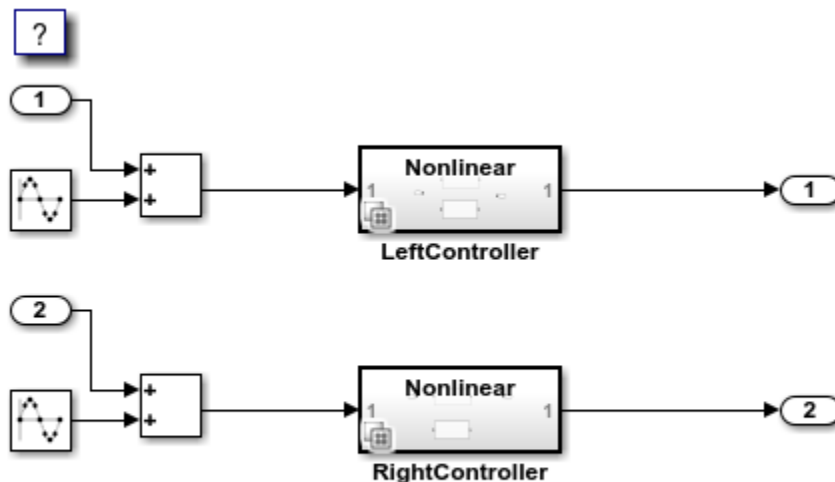 ?
1
+
+
Nonlinear
1 1
1
LeftController
2
+
+
Nonlinear
1 1
2
RightController